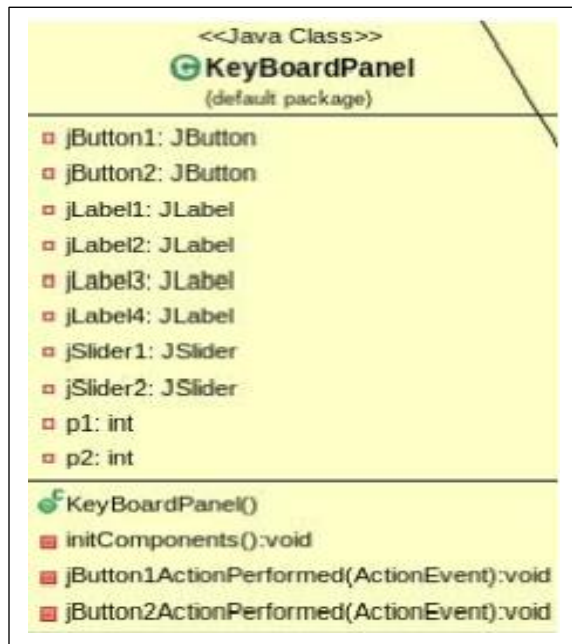 <<Java Class>>
KeyBoardPanel
(default package)
jButton1: JButton
jButton2: JButton
jLabel1: JLabel
jLabel2: JLabel
jLabel3: JLabel
jLabel4: JLabel
jSlider1: JSlider
jSlider2: JSlider
p1: int
p2: int
KeyBoardPanel()
initComponents():void
jButton1ActionPerformed(ActionEvent):void
jButton2ActionPerformed(ActionEvent):void